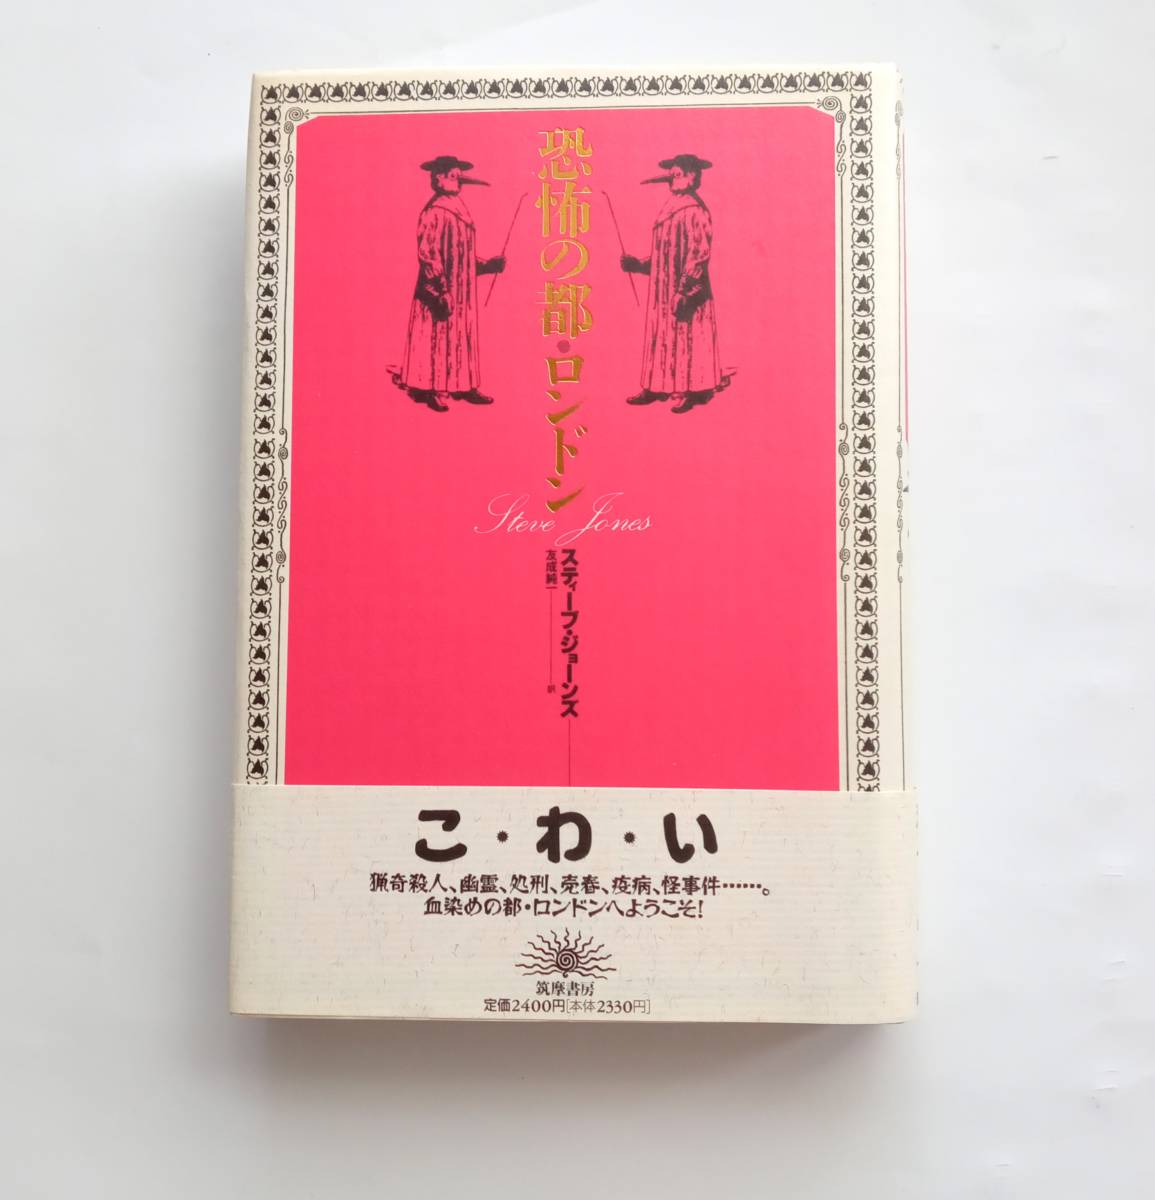 恐怖の都・ロンドン
Steve Jones
スティーブ・ジョーンズ
友成純一 訳
こ・わ・い
猟奇殺人、幽霊、処刑、売春、疫病、怪事件……。
血染めの都・ロンドンへようこそ!
筑摩書房
定価2400円[本体2330円]